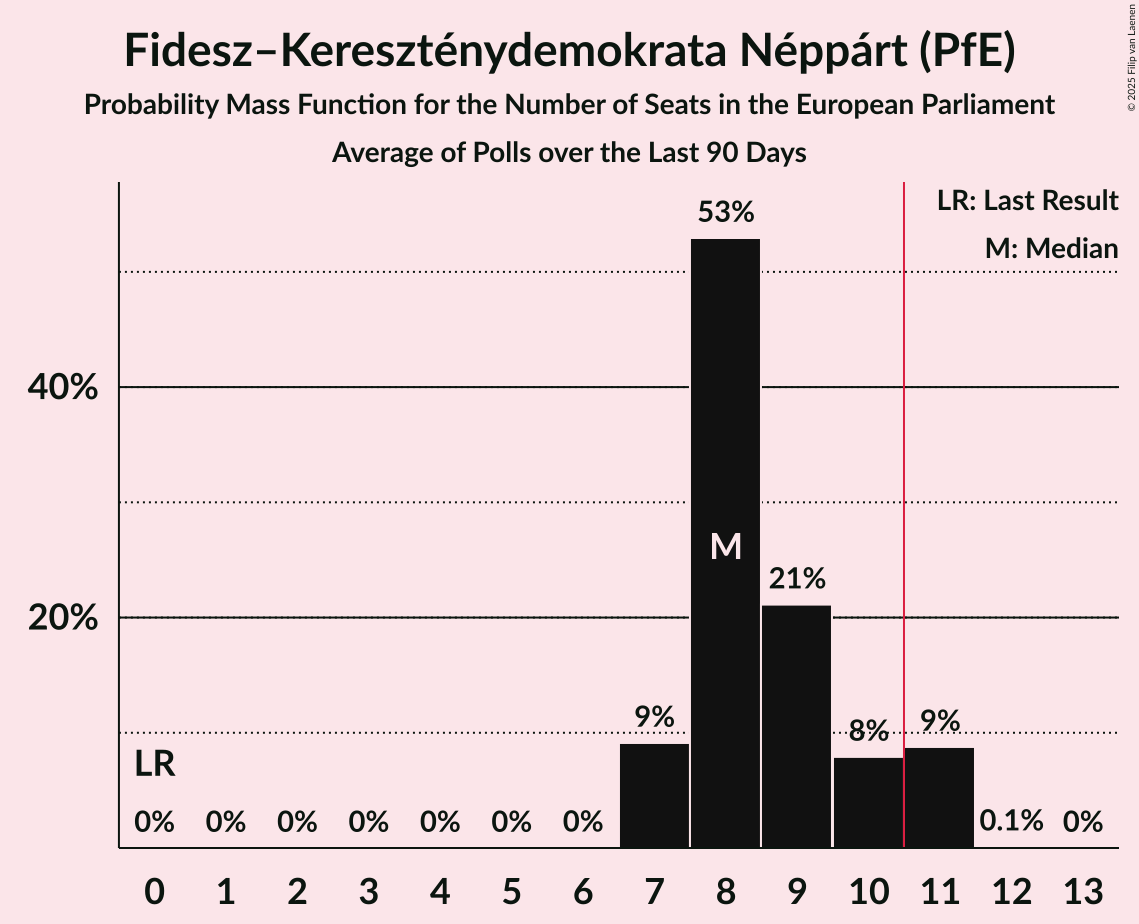 Fidesz–Kereszténydemokrata Néppárt (PfE)
Probability Mass Function for the Number of Seats in the European Parliament
Average of Polls over the Last 90 Days
© 2025 Filip van Laenen
LR: Last Result
M: Median
53%
40%
M
21%
20%
9%
8%
9%
LR
0%
0%
0%
0%
0%
0%
0%
0.1%
0%
0 1 2 3 4 5 6 7 8 9 10 11 12 13